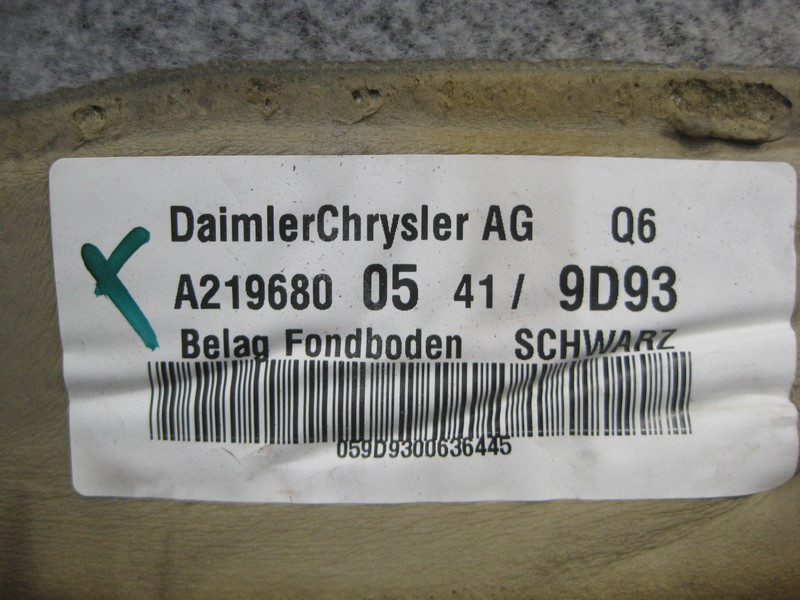 DaimlerChrysler AG Q6
A219680 05 41 / 9D93
Belag Fondboden SCHWARZ
059D9300636445